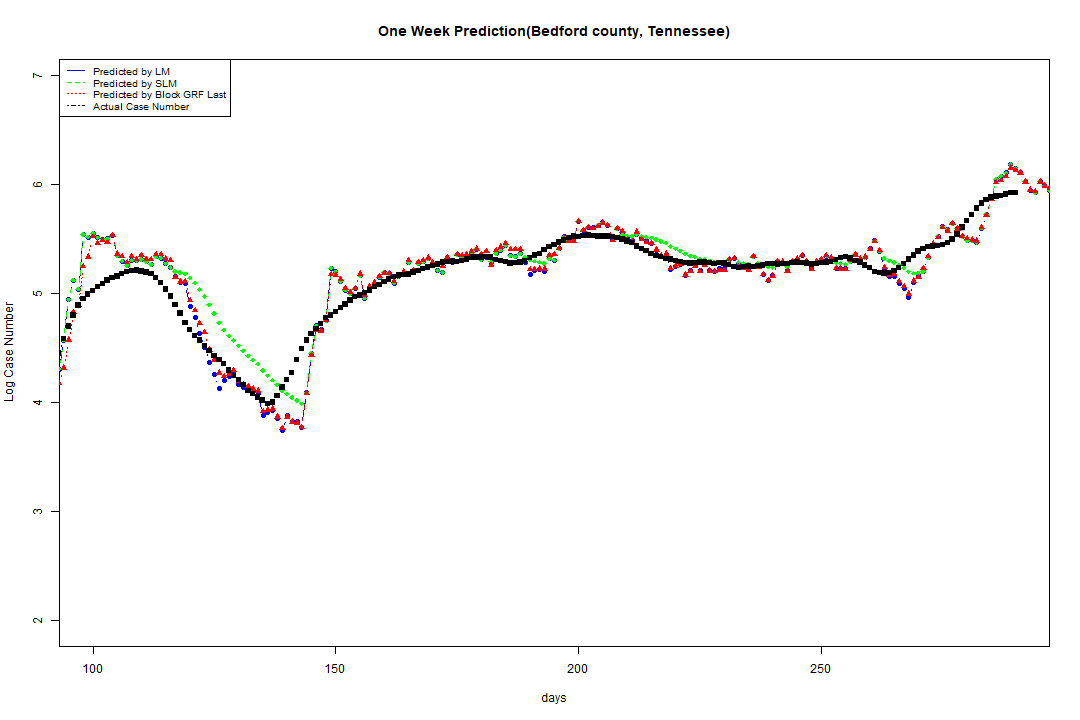 One Week Prediction(Bedford county, Tennessee)
Predicted by LM
Predicted by SLM
Predicted by Block GRF Last
Actual Case Number
7
6
5
4
3
2
Log Case Number
100 150 200 250
days